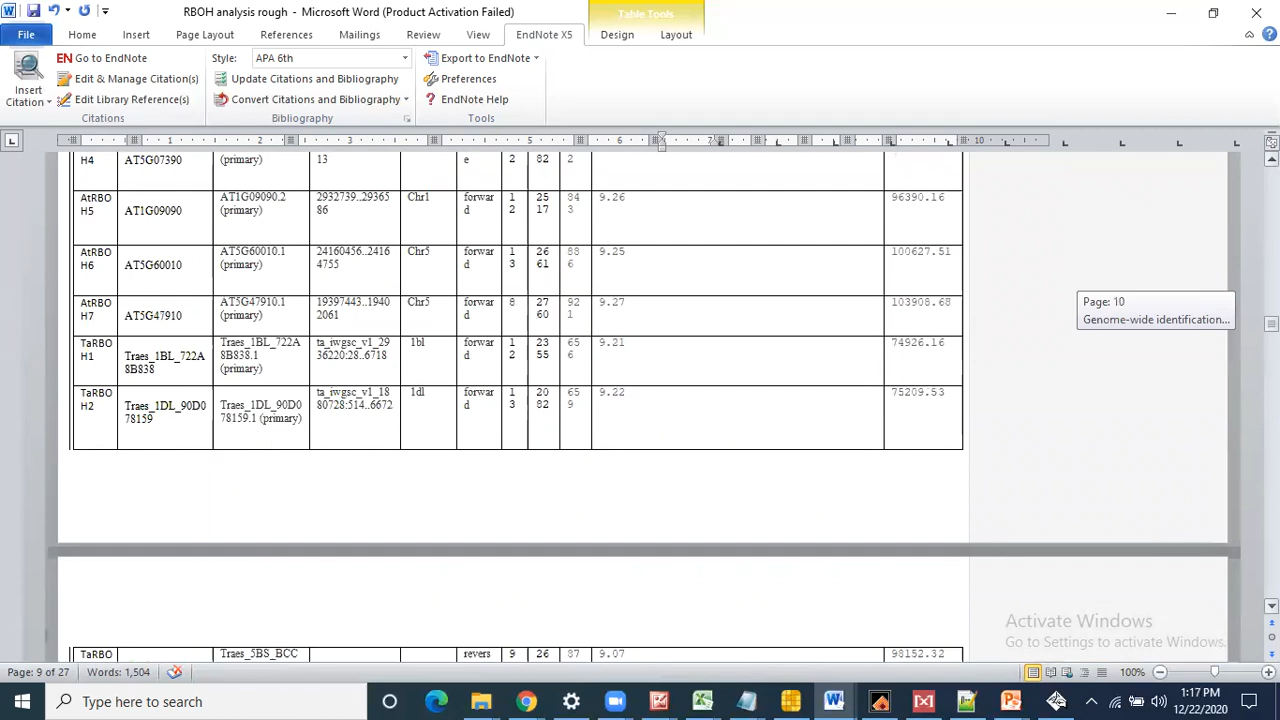 RBOH analysis rough - Microsoft Word (Product Activation Failed)
Table Tools
File Home Insert Page Layout References Mailings Review View EndNote X5 Design Layout
Insert Citation
EN Go to EndNote
Edit & Manage Citation(s)
Edit Library Reference(s)
Citations
Style: APA 6th
Update Citations and Bibliography
Convert Citations and Bibliography
Bibliography
Export to EndNote
Preferences
EndNote Help
Tools
1 2 3 4 5 6 7 10
H4 AT5G07390 (primary) 13 e 2 82 2
AtRBO AT1G09090.2 2932739..29365 Chr1 forwar 1 25 84 9.26 96390.16
H5 AT1G09090 (primary) 86 d 2 17 3
AtRBO AT5G60010.1 24160456..2416 Chr5 forwar 1 26 88 9.25 100627.51
H6 AT5G60010 (primary) 4755 d 3 61 6
AtRBO AT5G47910.1 19397443..1940 Chr5 forwar 8 27 92 9.27 103908.68
H7 AT5G47910 (primary) 2061 d 60 1
TaRBO Traes_1BL_722A ta_iwgsc_v1_2 1bl forwar 1 23 65 9.21 74926.16
H1 Traes_1BL_722A 8B838.1 936220:28..6718 d 2 55 6
8B838 (primary)
TaRBO ta_iwgsc_v1_18 1dl forwar 1 20 65 9.22 75209.53
H2 Traes_1DL_90D0 Traes_1DL_90D0 80728:514..6672 d 3 82 9
78159 78159.1 (primary)
Page: 10
Genome-wide identification...
TaRBO Traes_5BS_BCC revers 9 26 87 9.07 98152.32
Activate Windows
Go to Settings to activate Windows.
Page: 9 of 27 Words: 1,504 100%
Type here to search
1:17 PM
12/22/2020